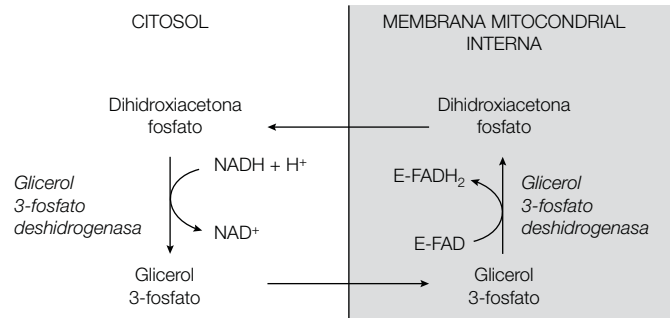 CITOSOL
MEMBRANA MITOCONDRIAL
INTERNA
Dihidroxiacetona
fosfato
Dihidroxiacetona
fosfato
Glicerol
3-fosfato
deshidrogenasa
NADH + H⁺
NAD⁺
E-FADH₂
E-FAD
Glicerol
3-fosfato
deshidrogenasa
Glicerol
3-fosfato
Glicerol
3-fosfato